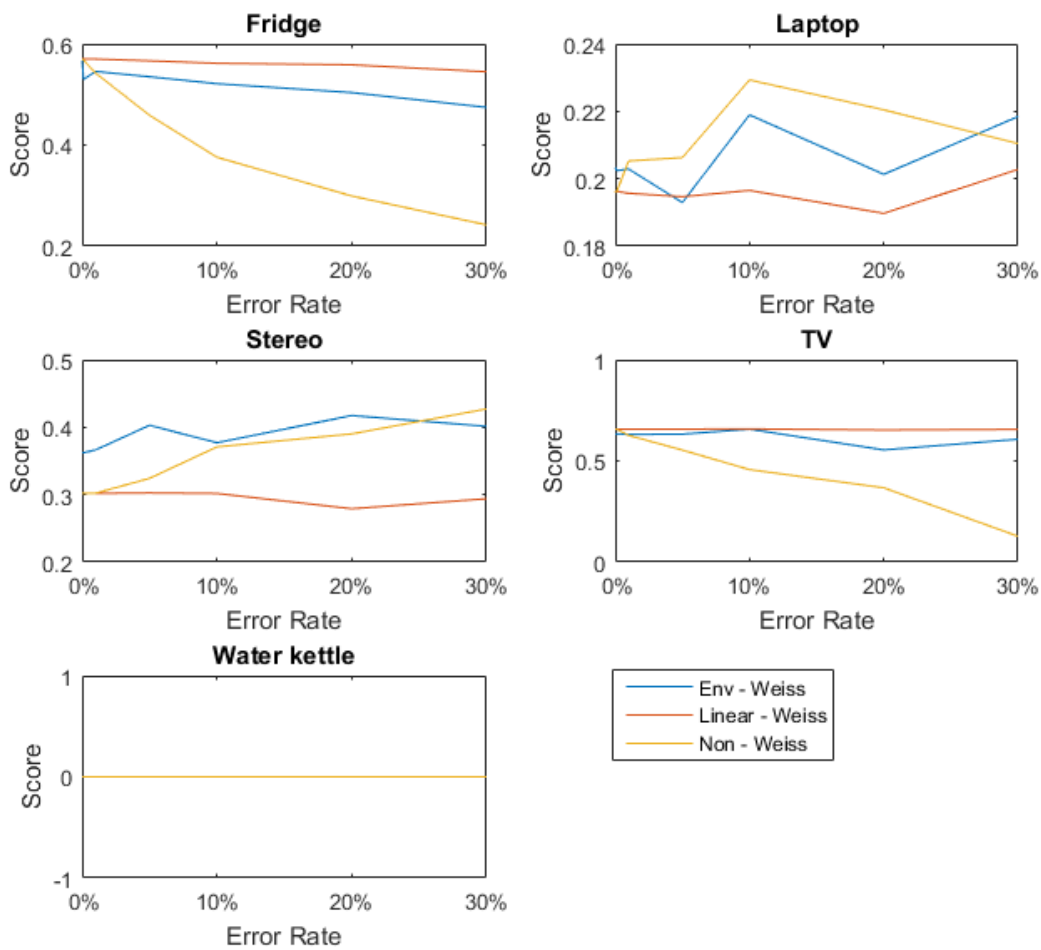 Fridge
0.6
0.4
0.2
Score
0% 10% 20% 30%
Error Rate
Laptop
0.24
0.22
0.2
0.18
Score
0% 10% 20% 30%
Error Rate
Stereo
0.5
0.4
0.3
0.2
Score
0% 10% 20% 30%
Error Rate
TV
1
0.5
0
Score
0% 10% 20% 30%
Error Rate
Water kettle
1
0
-1
Score
0% 10% 20% 30%
Error Rate
Env - Weiss
Linear - Weiss
Non - Weiss